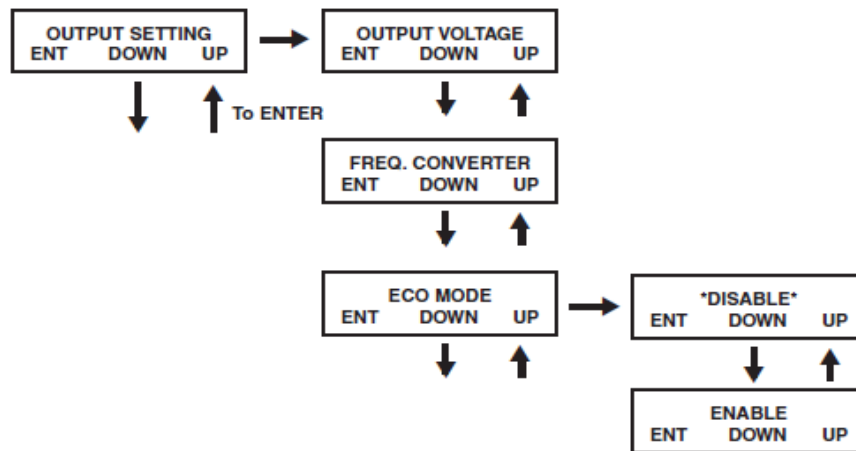 OUTPUT SETTING
ENT DOWN UP
OUTPUT VOLTAGE
ENT DOWN UP
To ENTER
FREQ. CONVERTER
ENT DOWN UP
ECO MODE
ENT DOWN UP
*DISABLE*
ENT DOWN UP
ENABLE
ENT DOWN UP